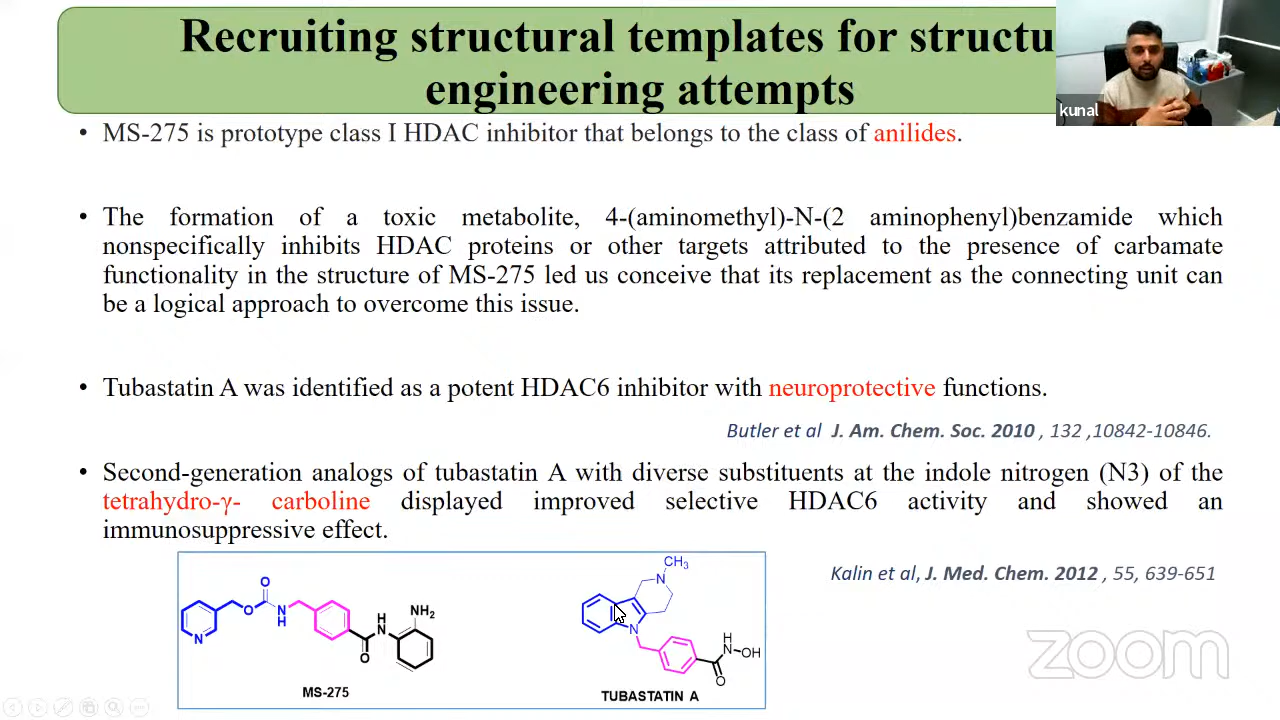 Recruiting structural templates for structu
engineering attempts
kunal
• MS-275 is prototype class I HDAC inhibitor that belongs to the class of anilides.
• The formation of a toxic metabolite, 4-(aminomethyl)-N-(2 aminophenyl)benzamide which
nonspecifically inhibits HDAC proteins or other targets attributed to the presence of carbamate
functionality in the structure of MS-275 led us conceive that its replacement as the connecting unit can
be a logical approach to overcome this issue.
• Tubastatin A was identified as a potent HDAC6 inhibitor with neuroprotective functions.
Butler et al J. Am. Chem. Soc. 2010 , 132 ,10842-10846.
• Second-generation analogs of tubastatin A with diverse substituents at the indole nitrogen (N3) of the
tetrahydro-γ- carboline displayed improved selective HDAC6 activity and showed an
immunosuppressive effect.
Kalin et al, J. Med. Chem. 2012 , 55, 639-651
O
O
N
H
N
H
N
O
NH2
MS-275
CH3
N
N
H
N
OH
O
TUBASTATIN A
zoom